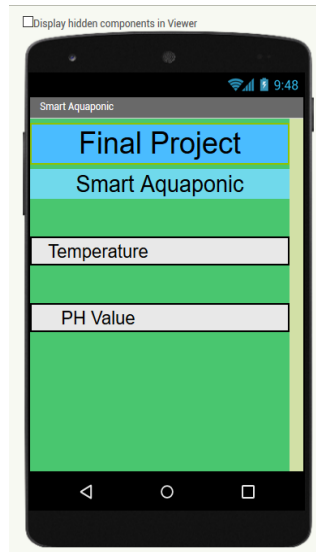 Display hidden components in Viewer
9:48
Smart Aquaponic
Final Project
Smart Aquaponic
Temperature
PH Value